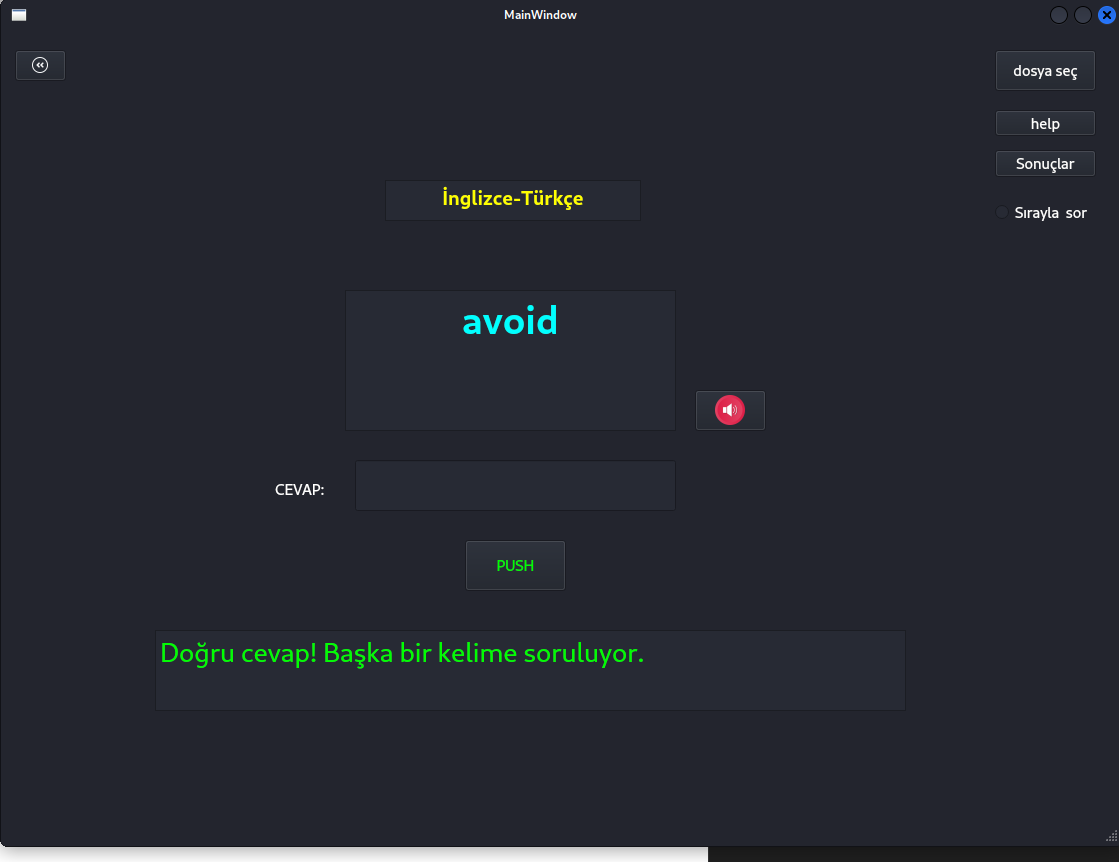 MainWindow
dosya seç
help
Sonuçlar
İnglizce-Türkçe
Sırayla sor
avoid
CEVAP:
PUSH
Doğru cevap! Başka bir kelime soruluyor.